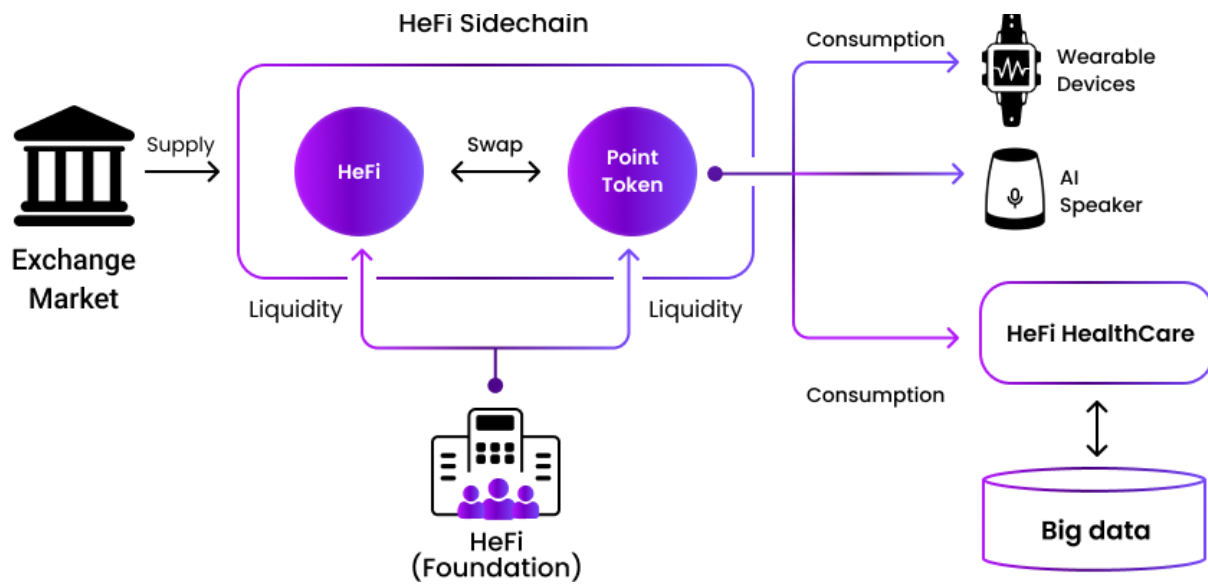 HeFi Sidechain
Consumption
Wearable
Devices
Supply
HeFi
Swap
Point
Token
AI
Speaker
Exchange
Market
Liquidity
Liquidity
HeFi HealthCare
Consumption
HeFi
(Foundation)
Big data